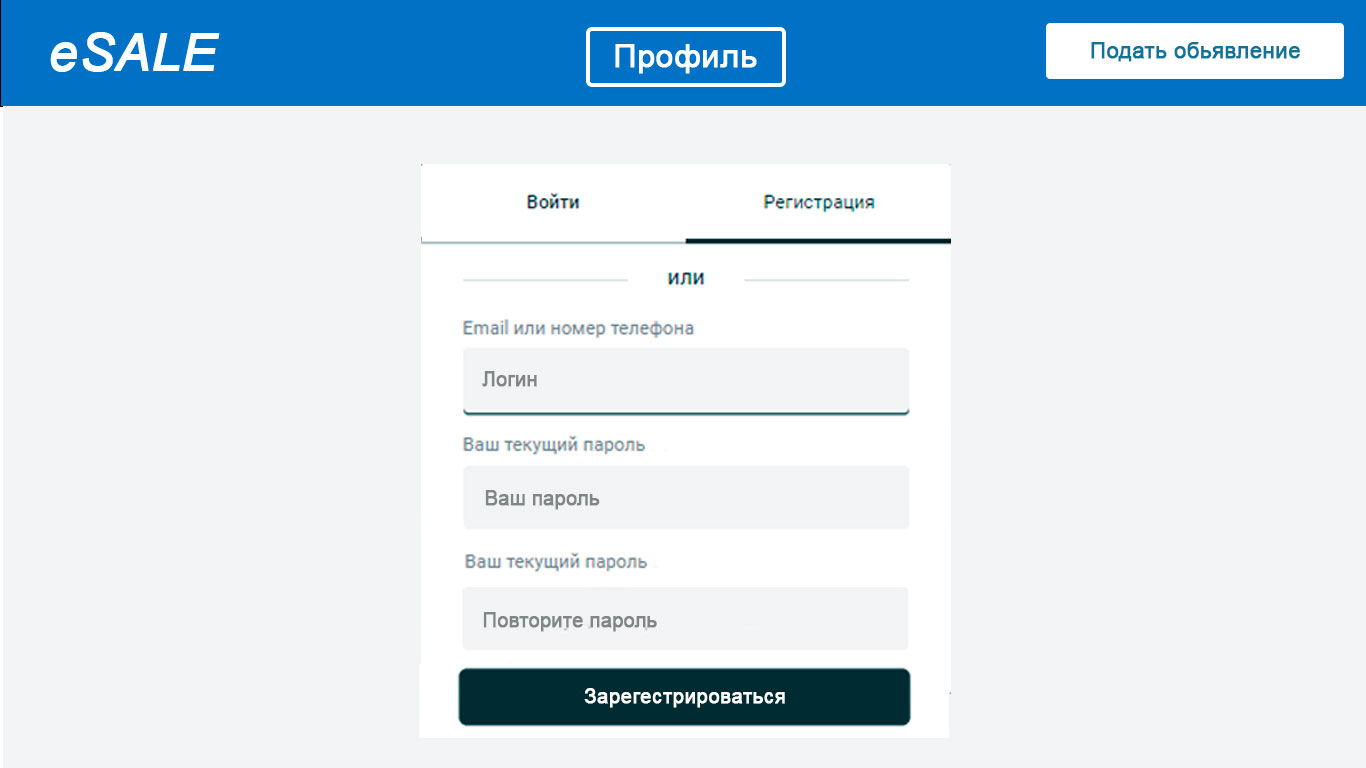 eSALE
Профиль
Подать обьявление
Войти
Регистрация
или
Email или номер телефона
Логин
Ваш текущий пароль
Ваш пароль
Ваш текущий пароль
Повторите пароль
Зарегестрироваться